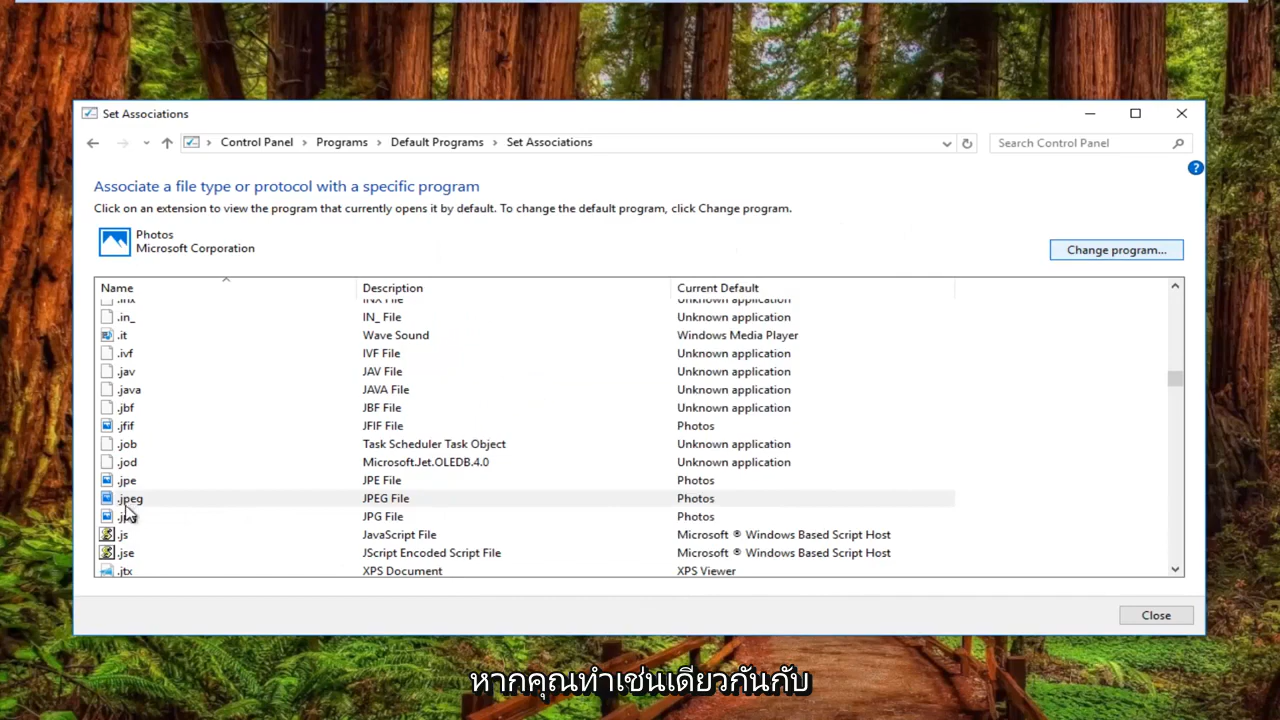 Set Associations
Control Panel › Programs › Default Programs › Set Associations
Search Control Panel
?
Associate a file type or protocol with a specific program
Click on an extension to view the program that currently opens it by default. To change the default program, click Change program.
Photos
Microsoft Corporation
Change program...
Name Description Current Default
.inx INX File Unknown application
.in_ IN_ File Unknown application
.it Wave Sound Windows Media Player
.ivf IVF File Unknown application
.jav JAV File Unknown application
.java JAVA File Unknown application
.jbf JBF File Unknown application
.jfif JFIF File Photos
.job Task Scheduler Task Object Unknown application
.jod Microsoft.Jet.OLEDB.4.0 Unknown application
.jpe JPE File Photos
.jpeg JPEG File Photos
JPG File Photos
.js JavaScript File Microsoft ® Windows Based Script Host
.jse JScript Encoded Script File Microsoft ® Windows Based Script Host
.jtx XPS Document XPS Viewer
Close
หากคุณทำเช่นเดียวกันกับ